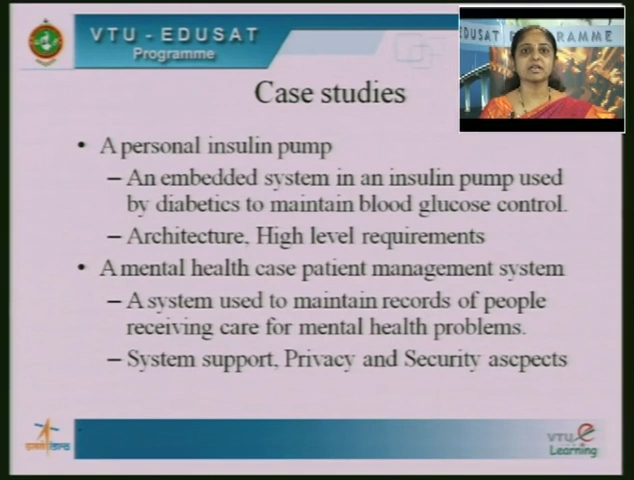 VTU - EDUSAT
Programme
EDUSAT PROGRAMME
Case studies
• A personal insulin pump
– An embedded system in an insulin pump used
by diabetics to maintain blood glucose control.
– Architecture, High level requirements
• A mental health case patient management system
– A system used to maintain records of people
receiving care for mental health problems.
– System support, Privacy and Security ascpects
VTU e
Learning